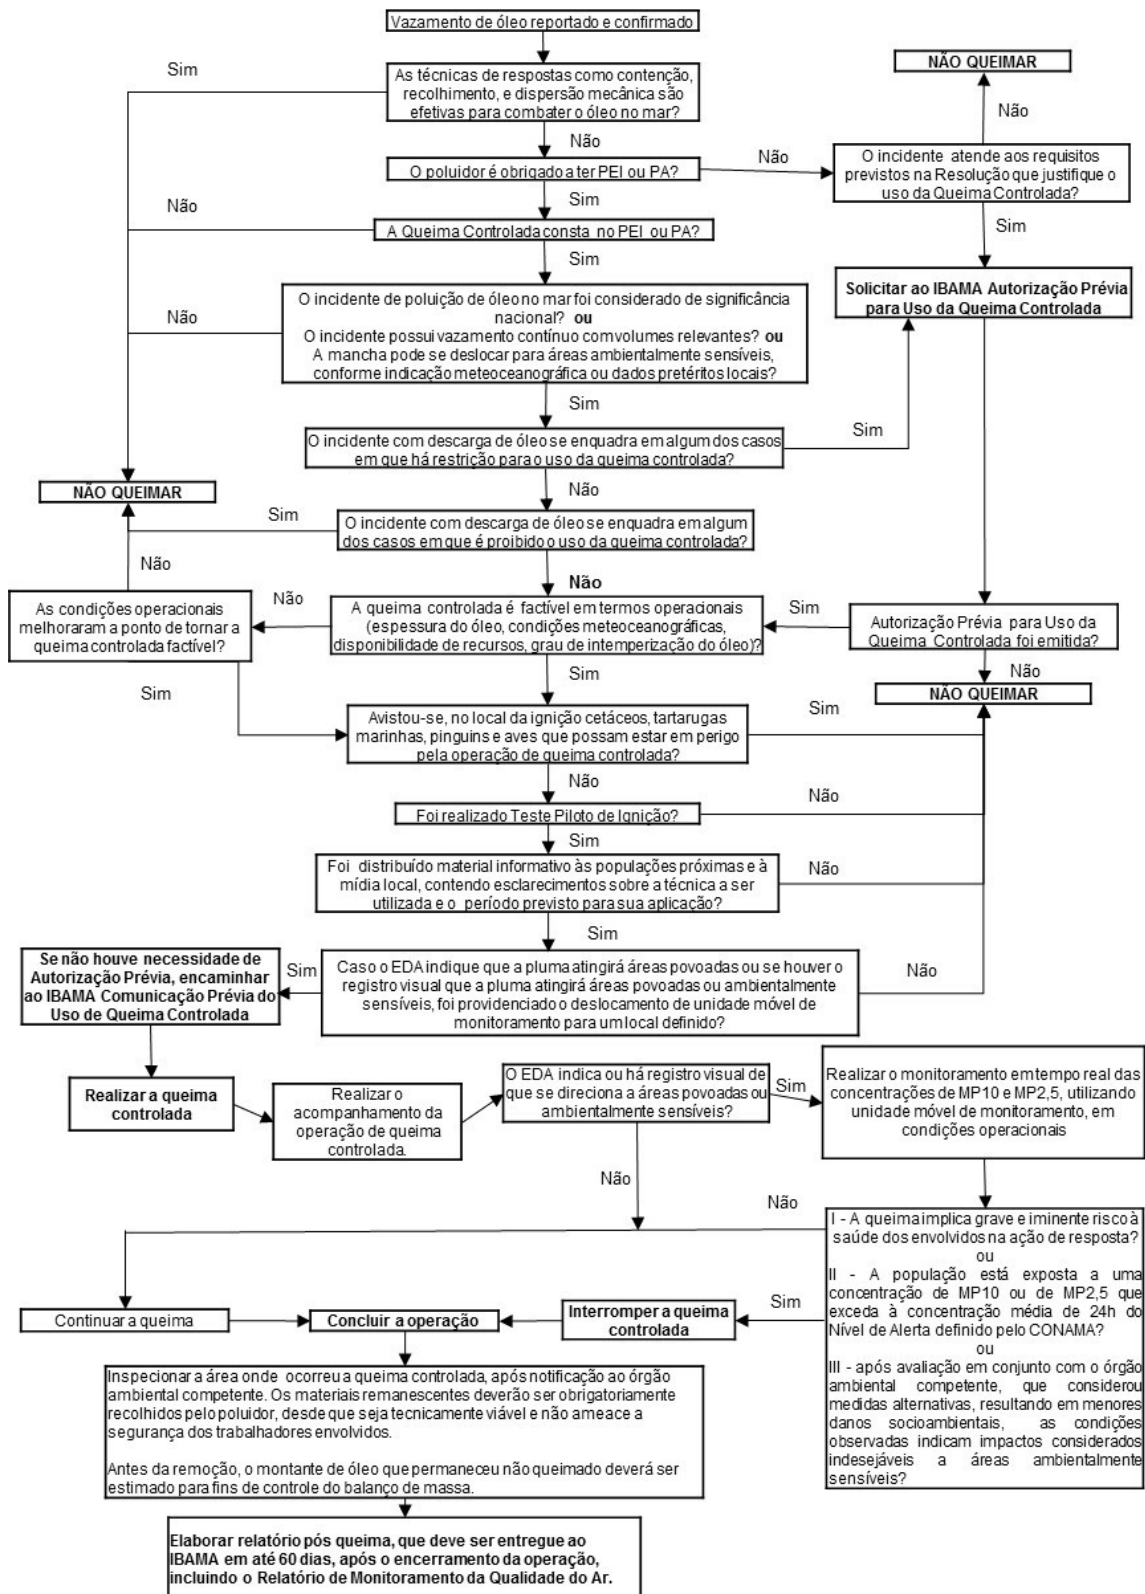 Vazamento de óleo reportado e confirmado
Sim
As técnicas de respostas como contenção,
recolhimento, e dispersão mecânica são
efetivas para combater o óleo no mar?
NÃO QUEIMAR
Não
Não
O poluidor é obrigado a ter PEI ou PA?
Não
O incidente atende aos requisitos
previstos na Resolução que justifique o
uso da Queima Controlada?
Sim
Não
A Queima Controlada consta no PEI ou PA?
Sim
Sim
Solicitar ao IBAMA Autorização Prévia
para Uso da Queima Controlada
Não
O incidente de poluição de óleo no mar foi considerado de significância
nacional? ou
O incidente possui vazamento contínuo com volumes relevantes? ou
A mancha pode se deslocar para áreas ambientalmente sensíveis,
conforme indicação meteoceanográfica ou dados pretéritos locais?
Sim
O incidente com descarga de óleo se enquadra em algum dos casos
em que há restrição para o uso da queima controlada?
Sim
Não
NÃO QUEIMAR
Sim
O incidente com descarga de óleo se enquadra em algum
dos casos em que é proibido o uso da queima controlada?
Não
Não
As condições operacionais
melhoraram a ponto de tornar a
queima controlada factível?
Não
A queima controlada é factível em termos operacionais
(espessura do óleo, condições meteoceanográficas,
disponibilidade de recursos, grau de intemperização do óleo)?
Sim
Autorização Prévia para Uso da
Queima Controlada foi emitida?
Não
NÃO QUEIMAR
Sim
Sim
Avistou-se, no local da ignição cetáceos, tartarugas
marinhas, pinguins e aves que possam estar em perigo
pela operação de queima controlada?
Sim
Não
Foi realizado Teste Piloto de Ignição?
Não
Sim
Foi distribuído material informativo às populações próximas e à
mídia local, contendo esclarecimentos sobre a técnica a ser
utilizada e o período previsto para sua aplicação?
Não
Sim
Se não houve necessidade de
Autorização Prévia, encaminhar
ao IBAMA Comunicação Prévia do
Uso de Queima Controlada
Sim
Caso o EDA indique que a pluma atingirá áreas povoadas ou se houver o
registro visual que a pluma atingirá áreas povoadas ou ambientalmente
sensíveis, foi providenciado o deslocamento de unidade móvel de
monitoramento para um local definido?
Não
Realizar a queima
controlada
Realizar o
acompanhamento da
operação de queima
controlada.
O EDA indica ou há registro visual de
que se direciona a áreas povoadas ou
ambientalmente sensíveis?
Sim
Realizar o monitoramento em tempo real das
concentrações de MP10 e MP2,5, utilizando
unidade móvel de monitoramento, em
condições operacionais
Não
Não
I - A queima implica grave e iminente risco à
saúde dos envolvidos na ação de resposta?
ou
II - A população está exposta a uma
concentração de MP10 ou de MP2,5 que
exceda à concentração média de 24h do
Nível de Alerta definido pelo CONAMA?
ou
III - após avaliação em conjunto com o órgão
ambiental competente, que considerou
medidas alternativas, resultando em menores
danos socioambientais, as condições
observadas indicam impactos considerados
indesejáveis a áreas ambientalmente
sensíveis?
Continuar a queima
Concluir a operação
Interromper a queima
controlada
Sim
Inspecionar a área onde ocorreu a queima controlada, após notificação ao órgão
ambiental competente. Os materiais remanescentes deverão ser obrigatoriamente
recolhidos pelo poluidor, desde que seja tecnicamente viável e não ameace a
segurança dos trabalhadores envolvidos.
Antes da remoção, o montante de óleo que permaneceu não queimado deverá ser
estimado para fins de controle do balanço de massa.
Elaborar relatório pós queima, que deve ser entregue ao
IBAMA em até 60 dias, após o encerramento da operação,
incluindo o Relatório de Monitoramento da Qualidade do Ar.